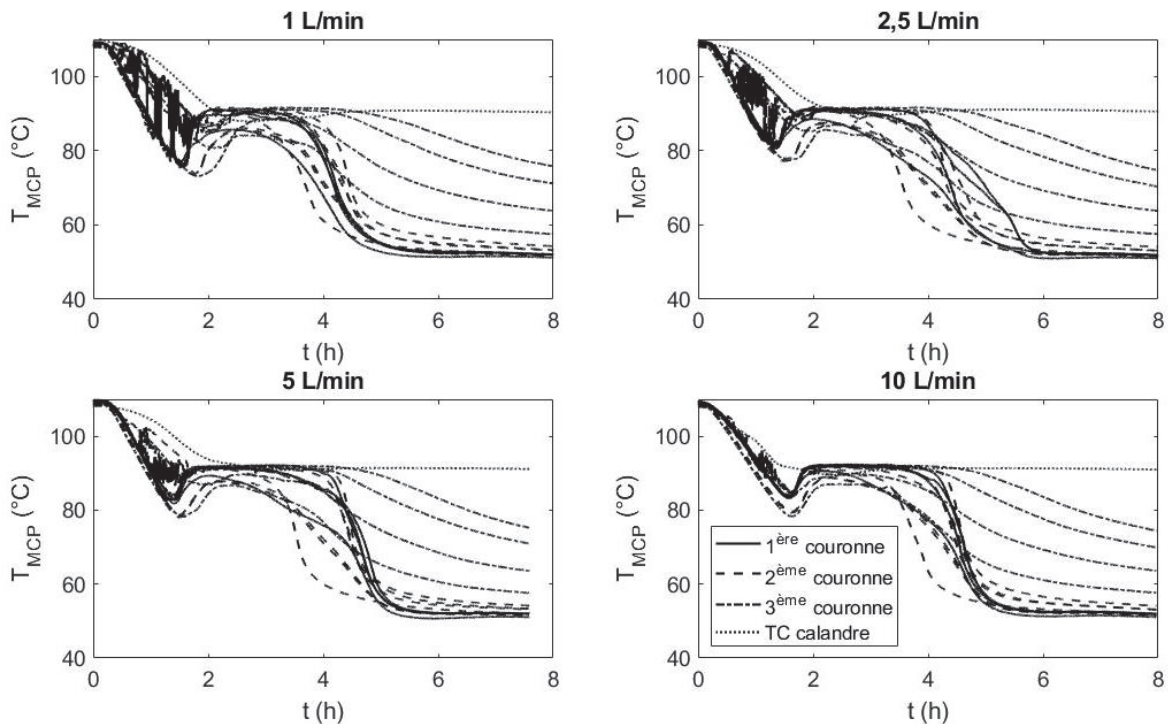 1 L/min
T_MCP (°C)
100
80
60
40
0 2 4 6 8
t (h)
2,5 L/min
T_MCP (°C)
100
80
60
40
0 2 4 6 8
t (h)
5 L/min
T_MCP (°C)
100
80
60
40
0 2 4 6 8
t (h)
10 L/min
T_MCP (°C)
100
80
60
40
1ère couronne
2ème couronne
3ème couronne
TC calandre
0 2 4 6 8
t (h)